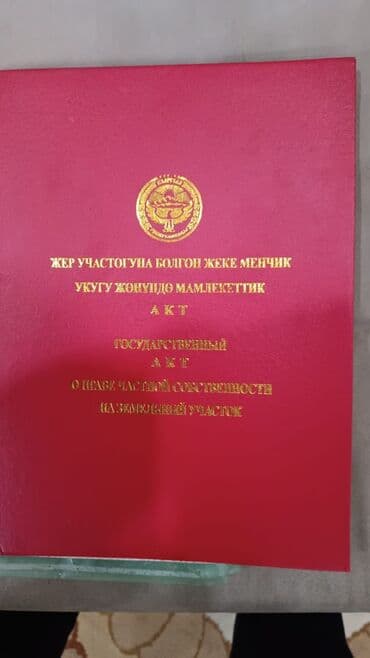 ЖЕР УЧАСТОГУНА БОЛГОН ЖЕКЕ МЕНЧИК
УКУГУ ЖӨНҮНДӨ МАМЛЕКЕТТИК
АКТ
ГОСУДАРСТВЕННЫЙ
АКТ
О ПРАВЕ ЧАСТНОЙ СОБСТВЕННОСТИ
НА ЗЕМЕЛЬНЫЙ УЧАСТОК